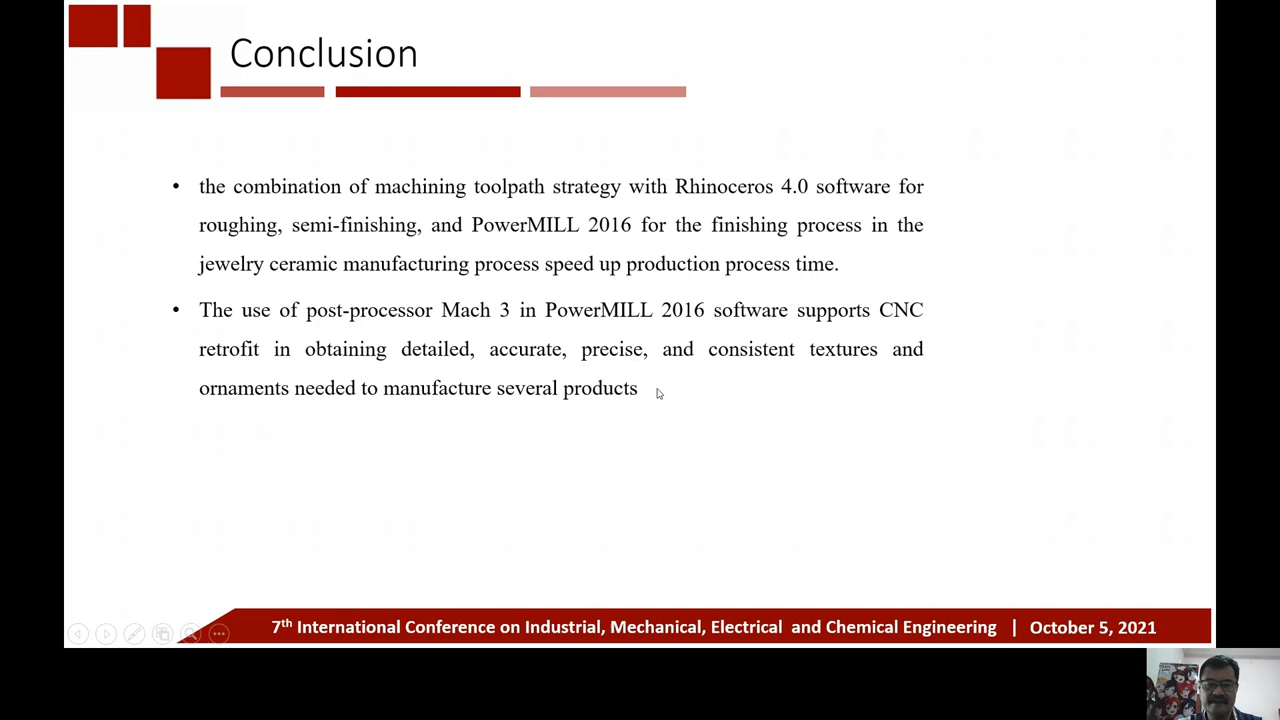 Conclusion
• the combination of machining toolpath strategy with Rhinoceros 4.0 software for
roughing, semi-finishing, and PowerMILL 2016 for the finishing process in the
jewelry ceramic manufacturing process speed up production process time.
• The use of post-processor Mach 3 in PowerMILL 2016 software supports CNC
retrofit in obtaining detailed, accurate, precise, and consistent textures and
ornaments needed to manufacture several products
7th International Conference on Industrial, Mechanical, Electrical and Chemical Engineering | October 5, 2021